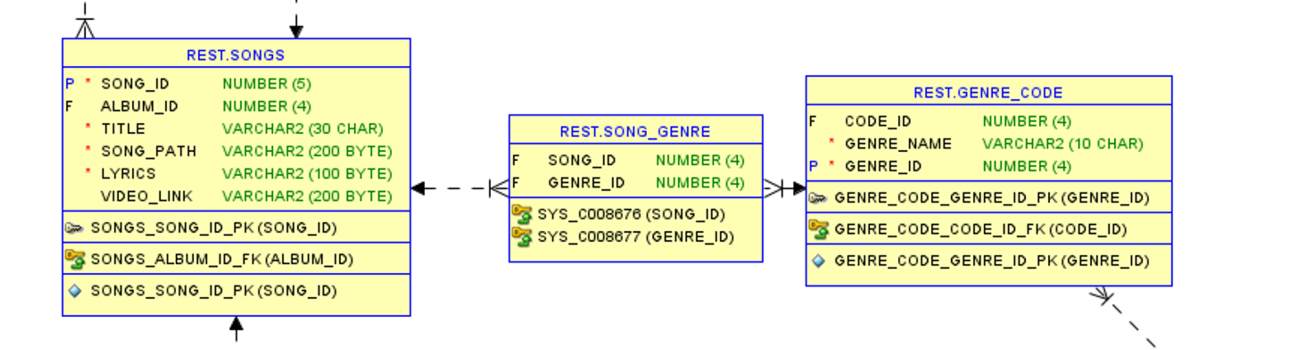 REST.SONGS
P * SONG_ID NUMBER (5)
F ALBUM_ID NUMBER (4)
* TITLE VARCHAR2 (30 CHAR)
* SONG_PATH VARCHAR2 (200 BYTE)
* LYRICS VARCHAR2 (100 BYTE)
VIDEO_LINK VARCHAR2 (200 BYTE)
SONGS_SONG_ID_PK (SONG_ID)
SONGS_ALBUM_ID_FK (ALBUM_ID)
SONGS_SONG_ID_PK (SONG_ID)
REST.SONG_GENRE
F SONG_ID NUMBER (4)
F GENRE_ID NUMBER (4)
SYS_C008676 (SONG_ID)
SYS_C008677 (GENRE_ID)
REST.GENRE_CODE
F CODE_ID NUMBER (4)
* GENRE_NAME VARCHAR2 (10 CHAR)
P * GENRE_ID NUMBER (4)
GENRE_CODE_GENRE_ID_PK (GENRE_ID)
GENRE_CODE_CODE_ID_FK (CODE_ID)
GENRE_CODE_GENRE_ID_PK (GENRE_ID)